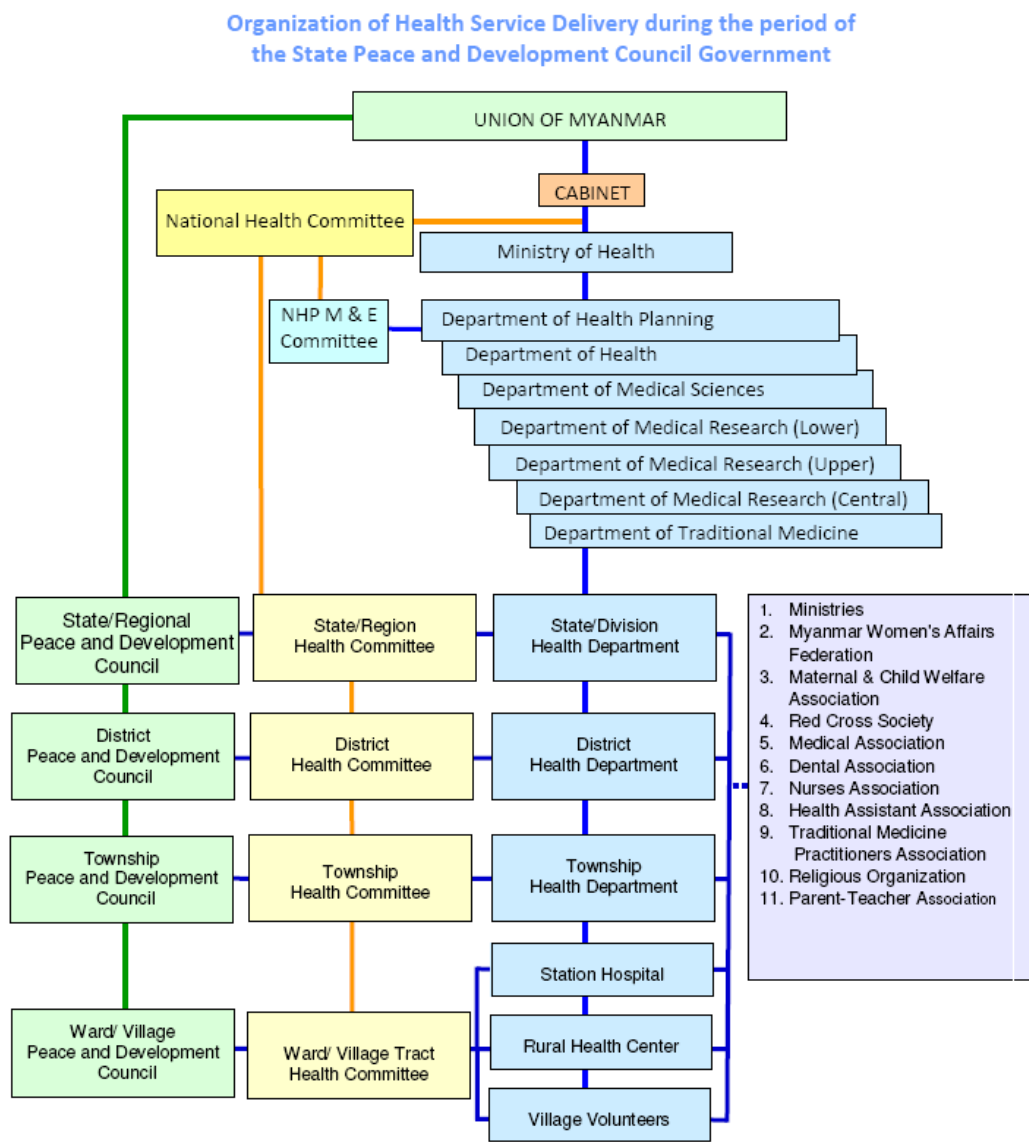 Organization of Health Service Delivery during the period of
the State Peace and Development Council Government
UNION OF MYANMAR
CABINET
National Health Committee
Ministry of Health
NHP M & E
Committee
Department of Health Planning
Department of Health
Department of Medical Sciences
Department of Medical Research (Lower)
Department of Medical Research (Upper)
Department of Medical Research (Central)
Department of Traditional Medicine
State/Regional
Peace and Development
Council
State/Region
Health Committee
State/Division
Health Department
District
Peace and Development
Council
District
Health Committee
District
Health Department
Township
Peace and Development
Council
Township
Health Committee
Township
Health Department
Station Hospital
Ward/ Village
Peace and Development
Council
Ward/ Village Tract
Health Committee
Rural Health Center
Village Volunteers
1. Ministries
2. Myanmar Women's Affairs
Federation
3. Maternal & Child Welfare
Association
4. Red Cross Society
5. Medical Association
6. Dental Association
7. Nurses Association
8. Health Assistant Association
9. Traditional Medicine
Practitioners Association
10. Religious Organization
11. Parent-Teacher Association